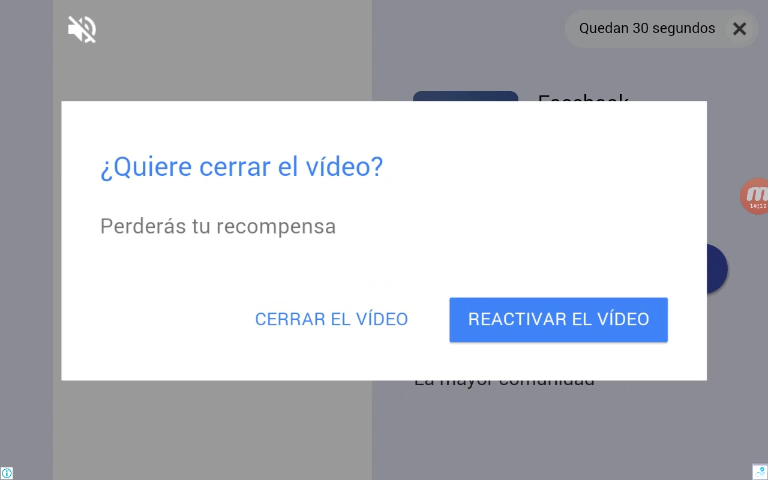 Quedan 30 segundos
Facebook
¿Quiere cerrar el vídeo?
Perderás tu recompensa
CERRAR EL VÍDEO
REACTIVAR EL VÍDEO
La mayor comunidad